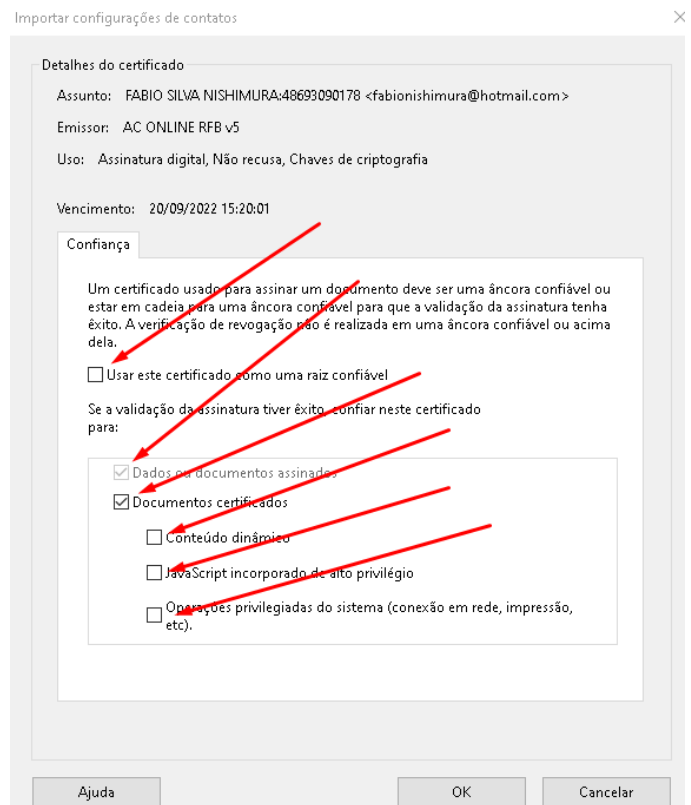 Importar configurações de contatos
Detalhes do certificado
Assunto: FABIO SILVA NISHIMURA:48693090178 <fabionishimura@hotmail.com>
Emissor: AC ONLINE RFB v5
Uso: Assinatura digital, Não recusa, Chaves de criptografia
Vencimento: 20/09/2022 15:20:01
Confiança
Um certificado usado para assinar um documento deve ser uma âncora confiável ou
estar em cadeia para uma âncora confiável para que a validação da assinatura tenha
êxito. A verificação de revogação não é realizada em uma âncora confiável ou acima
dela.
Usar este certificado como uma raiz confiável
Se a validação da assinatura tiver êxito, confiar neste certificado
para:
Dados ou documentos assinados
Documentos certificados
Conteúdo dinâmico
JavaScript incorporado de alto privilégio
Operações privilegiadas do sistema (conexão em rede, impressão,
etc).
Ajuda
OK
Cancelar